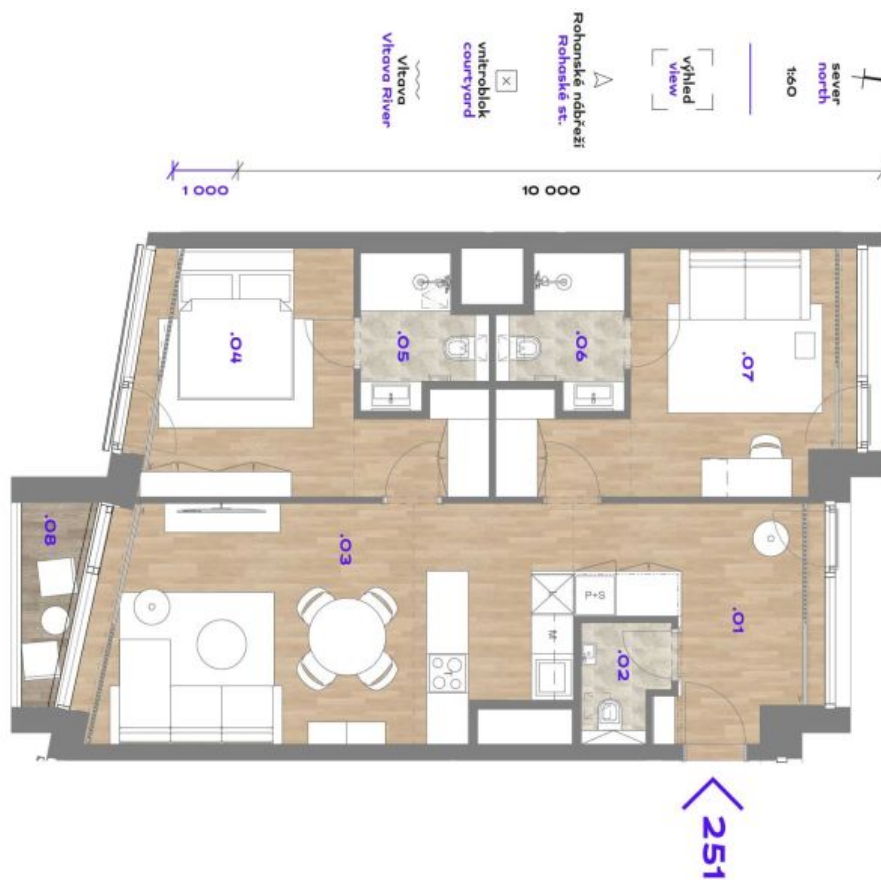 sever
north
1:60
výhled
view
Rohanské nábřeží
Rohaské st.
vnitroblok
courtyard
Vltava
Vltava River
1 000
10 000
.04
.05
.06
.07
.08
.03
P+S
.01
.02
251